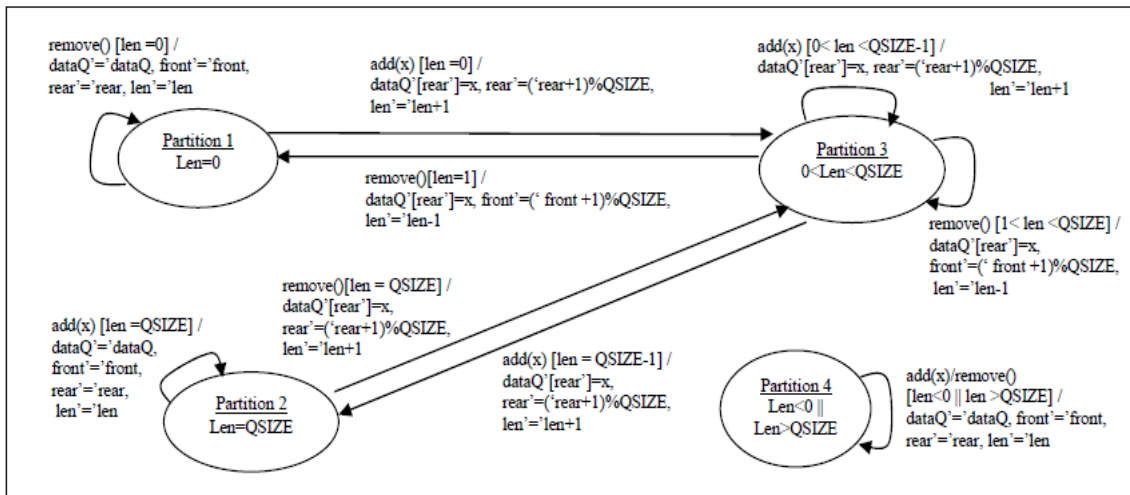 remove() [len =0] /
dataQ'='dataQ, front'='front,
rear'='rear, len'='len
add(x) [len =0] /
dataQ'[rear']=x, rear'=('rear+1)%QSIZE,
len'='len+1
add(x) [0< len <QSIZE-1] /
dataQ'[rear']=x, rear'=('rear+1)%QSIZE,
len'='len+1
Partition 1
Len=0
Partition 3
0<Len<QSIZE
remove()[len=1] /
dataQ'[rear']=x, front'=(' front +1)%QSIZE,
len'='len-1
remove() [1< len <QSIZE] /
dataQ'[rear']=x,
front'=(' front +1)%QSIZE,
len'='len-1
remove()[len = QSIZE] /
dataQ'[rear']=x,
rear'=('rear+1)%QSIZE,
len'='len+1
add(x) [len =QSIZE] /
dataQ'='dataQ,
front'='front,
rear'='rear,
len'='len
Partition 2
Len=QSIZE
add(x) [len = QSIZE-1] /
dataQ'[rear']=x,
rear'=('rear+1)%QSIZE,
len'='len+1
Partition 4
Len<0 ||
Len>QSIZE
add(x)/remove()
[len<0 || len >QSIZE] /
dataQ'='dataQ, front'='front,
rear'='rear, len'='len